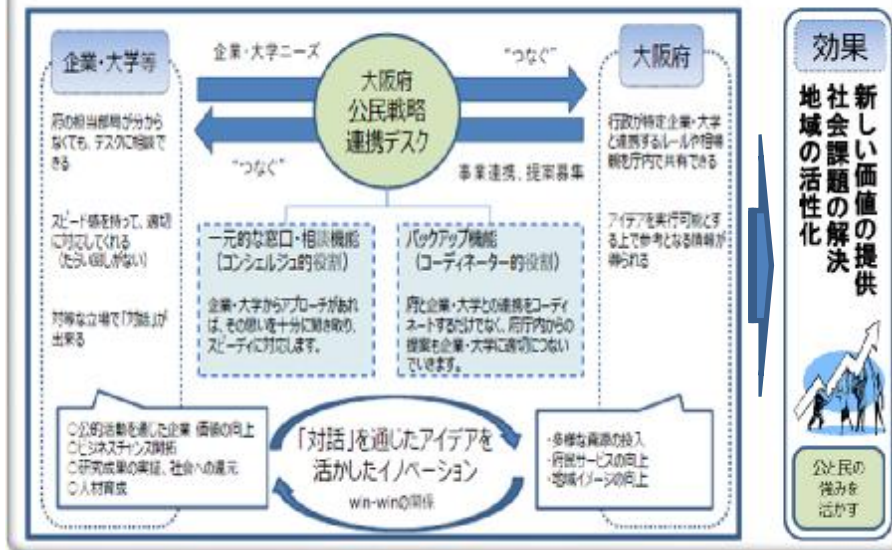 企業・大学等
府の担当部局が分から
なくても、デスクに相談で
きる
スピード感を持って、適切
に対応してくれる
(たらい回しがない)
対等な立場で「対話」が
出来る
企業・大学ニーズ
“つなぐ”
大阪府
公民戦略
連携デスク
“つなぐ”
事業連携、提案募集
一元的な窓口・相談機能
(コンシェルジュ的役割)
企業・大学からアプローチがあれ
ば、その思いを十分に聞き取り、
スピーディに対応します。
バックアップ機能
(コーディネーター的役割)
府と企業・大学との連携をコーディ
ネートするだけでなく、府庁内からの
提案も企業・大学に適切につない
でいきます。
大阪府
行政が特定企業・大学
と連携するルールや相場
観を庁内で共有できる
アイデアを実行可能とす
る上で参考となる情報が
得られる
○公的活動を通した企業 価値の向上
○ビジネスチャンス開拓
○研究成果の実証、社会への還元
○人材育成
「対話」を通じたアイデアを
活かしたイノベーション
win-winの関係
・多様な資源の投入
・府民サービスの向上
・地域イメージの向上
効果
新しい価値の提供
社会課題の解決
地域の活性化
公と民の
強みを
活かす